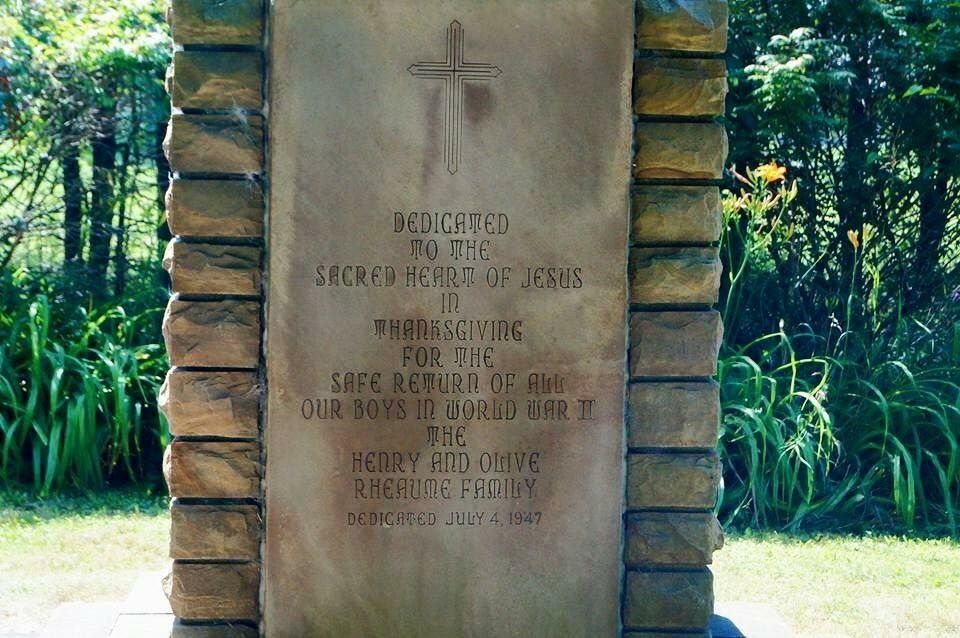 DEDICATED
TO THE
SACRED HEART OF JESUS
IN
THANKSGIVING
FOR THE
SAFE RETURN OF ALL
OUR BOYS IN WORLD WAR II
THE
HENRY AND OLIVE
RHEAUME FAMILY
DEDICATED JULY 4, 1947